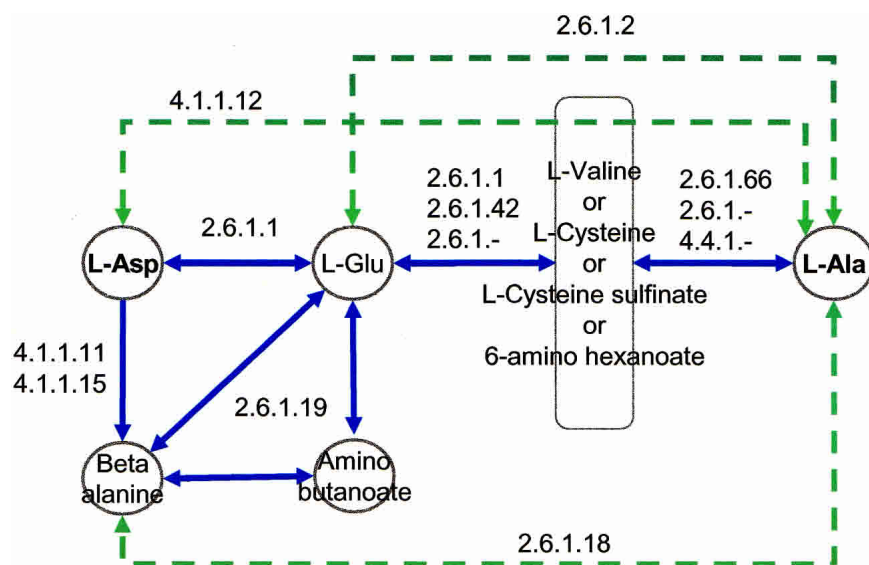 2.6.1.2
4.1.1.12
2.6.1.1
L-Asp
L-Glu
2.6.1.1
2.6.1.42
2.6.1.-
L-Valine
or
L-Cysteine
or
L-Cysteine sulfinate
or
6-amino hexanoate
2.6.1.66
2.6.1.-
4.4.1.-
L-Ala
4.1.1.11
4.1.1.15
2.6.1.19
Beta
alanine
Amino
butanoate
2.6.1.18